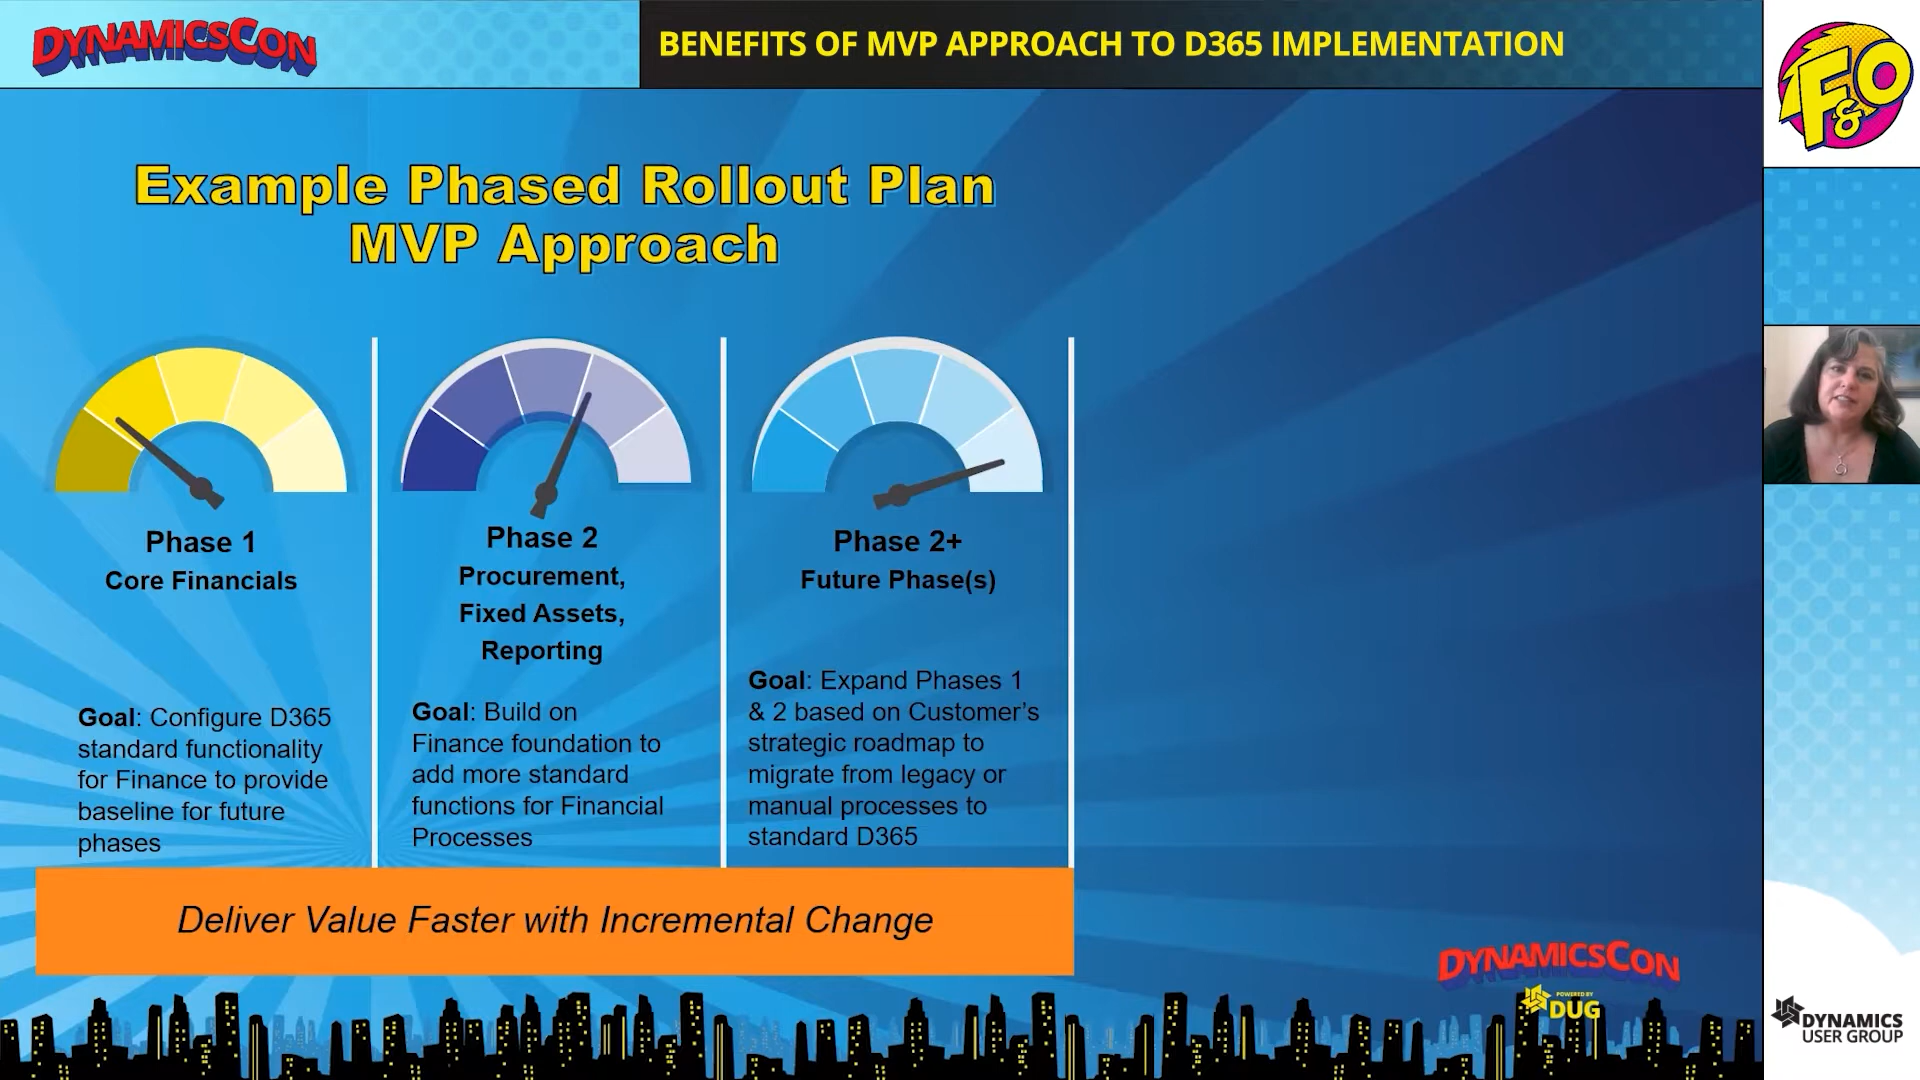 DYNAMICSCON
BENEFITS OF MVP APPROACH TO D365 IMPLEMENTATION
F&O
Example Phased Rollout Plan
MVP Approach
Phase 1
Core Financials
Goal: Configure D365
standard functionality
for Finance to provide
baseline for future
phases
Phase 2
Procurement,
Fixed Assets,
Reporting
Goal: Build on
Finance foundation to
add more standard
functions for Financial
Processes
Phase 2+
Future Phase(s)
Goal: Expand Phases 1
& 2 based on Customer’s
strategic roadmap to
migrate from legacy or
manual processes to
standard D365
Deliver Value Faster with Incremental Change
DYNAMICSCON
POWERED BY
DUG
DYNAMICS
USER GROUP